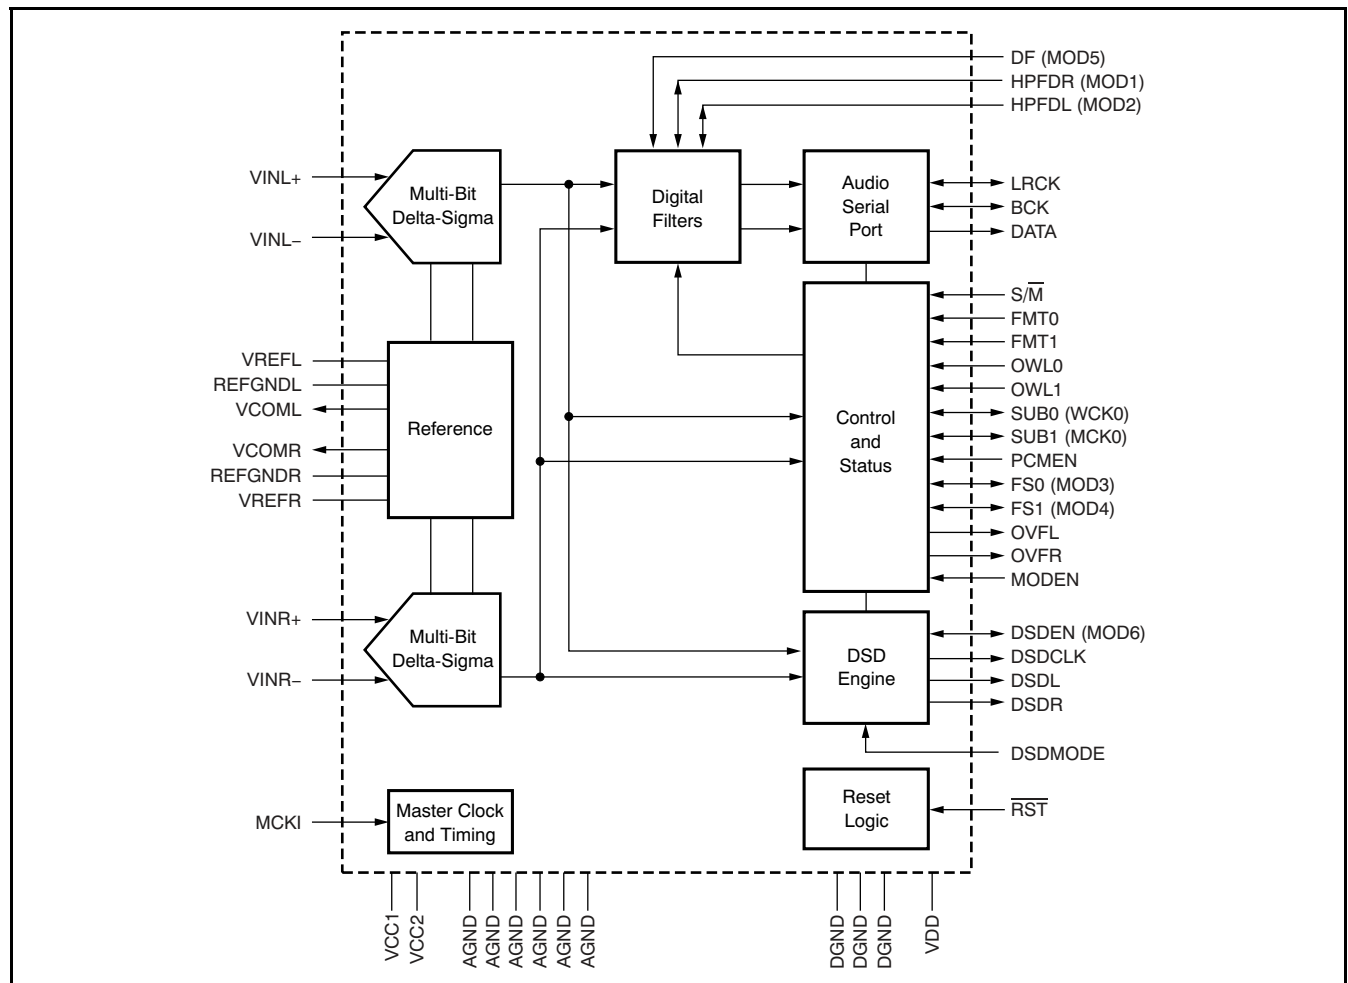 DF (MOD5)
HPFDR (MOD1)
HPFDL (MOD2)
VINL+
VINL−
Multi-Bit
Delta-Sigma
Digital
Filters
Audio
Serial
Port
LRCK
BCK
DATA
VREFL
REFGNDL
VCOML
VCOMR
REFGNDR
VREFR
Reference
Control
and
Status
S/M̅
FMT0
FMT1
OWL0
OWL1
SUB0 (WCK0)
SUB1 (MCK0)
PCMEN
FS0 (MOD3)
FS1 (MOD4)
OVFL
OVFR
MODEN
VINR+
VINR−
Multi-Bit
Delta-Sigma
DSD
Engine
DSDEN (MOD6)
DSDCLK
DSDL
DSDR
DSDMODE
MCKI
Master Clock
and Timing
Reset
Logic
R̅S̅T̅
VCC1
VCC2
AGND
AGND
AGND
AGND
AGND
AGND
DGND
DGND
DGND
VDD